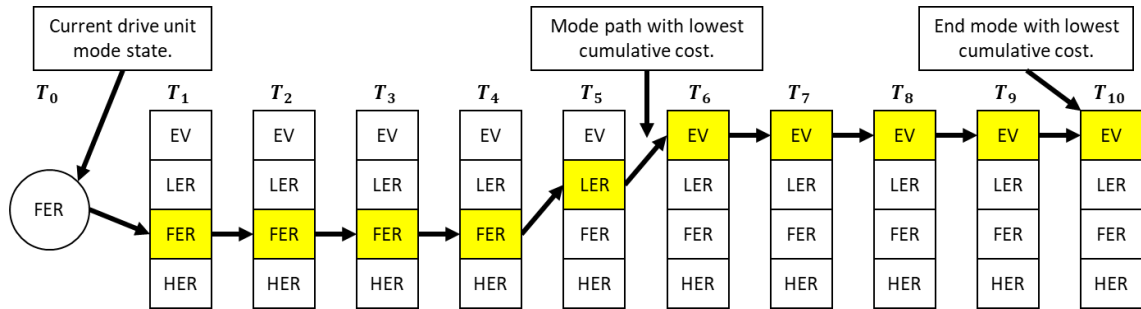 Current drive unit
mode state.
Mode path with lowest
cumulative cost.
End mode with lowest
cumulative cost.
T₀ T₁ T₂ T₃ T₄ T₅ T₆ T₇ T₈ T₉ T₁₀
EV EV EV EV EV EV EV EV EV EV
LER LER LER LER LER LER LER LER LER LER
FER FER FER FER FER FER FER FER FER FER FER
HER HER HER HER HER HER HER HER HER HER